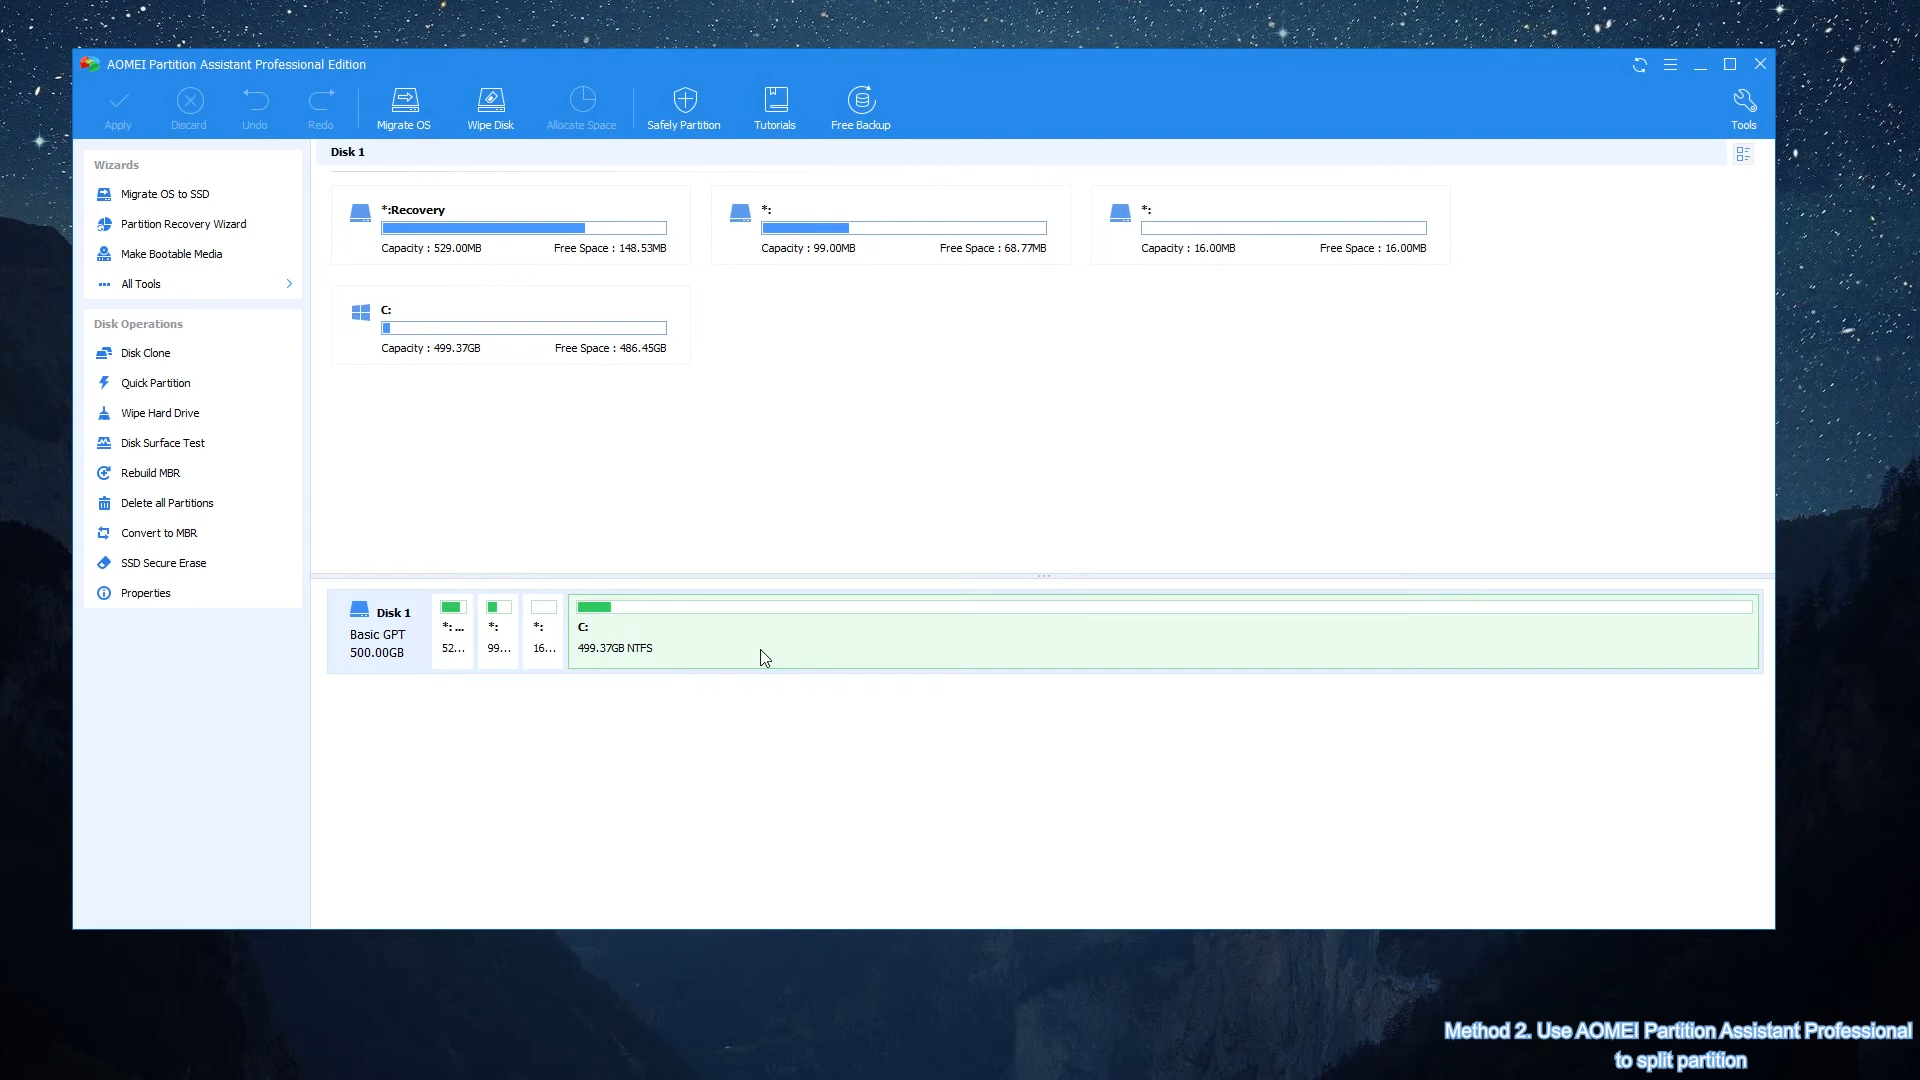 AOMEI Partition Assistant Professional Edition
Apply
Discard
Undo
Redo
Migrate OS
Wipe Disk
Allocate Space
Safely Partition
Tutorials
Free Backup
Tools
Wizards
Migrate OS to SSD
Partition Recovery Wizard
Make Bootable Media
All Tools
Disk Operations
Disk Clone
Quick Partition
Wipe Hard Drive
Disk Surface Test
Rebuild MBR
Delete all Partitions
Convert to MBR
SSD Secure Erase
Properties
Disk 1
*:Recovery
Capacity : 529.00MB Free Space : 148.53MB
*:
Capacity : 99.00MB Free Space : 68.77MB
*:
Capacity : 16.00MB Free Space : 16.00MB
C:
Capacity : 499.37GB Free Space : 486.45GB
Disk 1
Basic GPT
500.00GB
*: ...
52...
*:
99...
*:
16...
C:
499.37GB NTFS
Method 2. Use AOMEI Partition Assistant Professional
to split partition